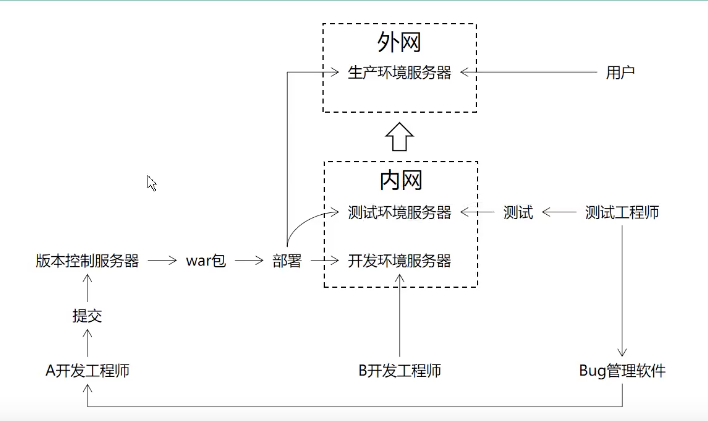 外网
生产环境服务器
用户
内网
测试环境服务器
测试
测试工程师
版本控制服务器
war包
部署
开发环境服务器
提交
A开发工程师
B开发工程师
Bug管理软件